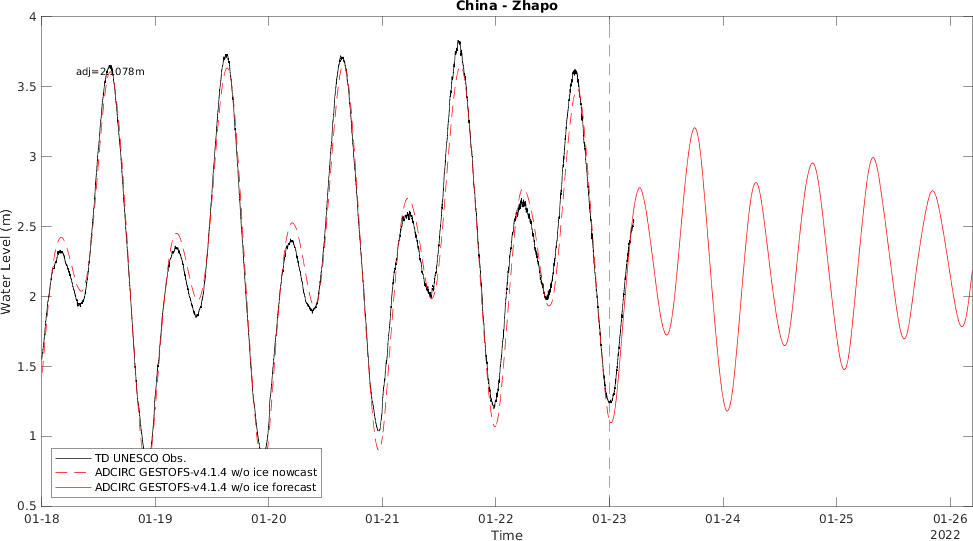 China - Zhapo
4
adj=2.1078m
3.5
3
2.5
Water Level (m)
2
1.5
1
TD UNESCO Obs.
ADCIRC GESTOFS-v4.1.4 w/o ice nowcast
ADCIRC GESTOFS-v4.1.4 w/o ice forecast
0.5
01-18 01-19 01-20 01-21 01-22 01-23 01-24 01-25 01-26
Time
2022